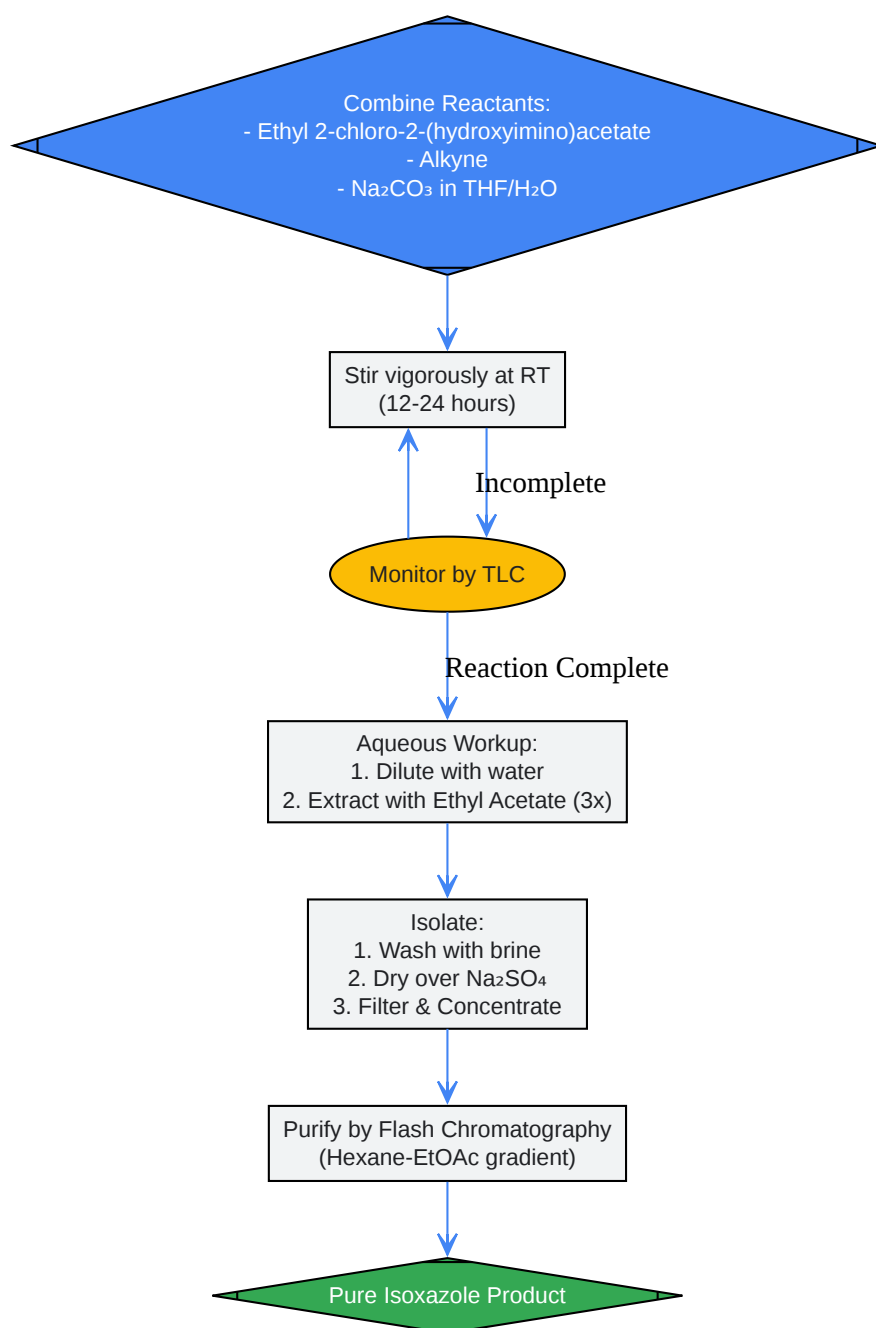 Combine Reactants:
- Ethyl 2-chloro-2-(hydroxyimino)acetate
- Alkyne
- Na₂CO₃ in THF/H₂O
Stir vigorously at RT
(12-24 hours)
Incomplete
Monitor by TLC
Reaction Complete
Aqueous Workup:
1. Dilute with water
2. Extract with Ethyl Acetate (3x)
Isolate:
1. Wash with brine
2. Dry over Na₂SO₄
3. Filter & Concentrate
Purify by Flash Chromatography
(Hexane-EtOAc gradient)
Pure Isoxazole Product